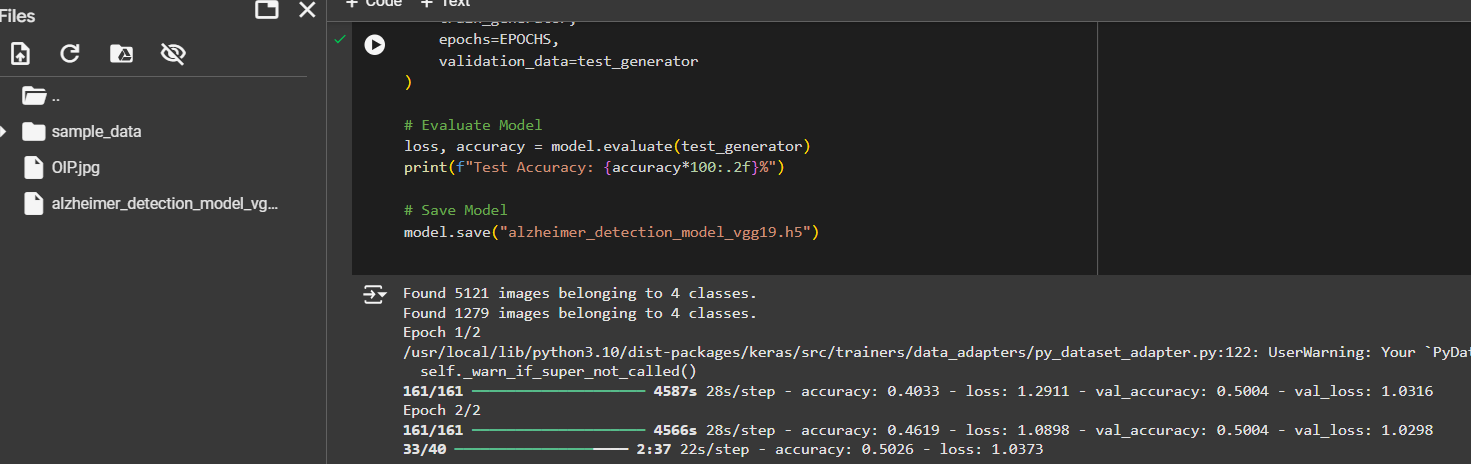 Files
+ Code + Text
..
sample_data
OIP.jpg
alzheimer_detection_model_vg...
train_generator,
epochs=EPOCHS,
validation_data=test_generator
)
# Evaluate Model
loss, accuracy = model.evaluate(test_generator)
print(f"Test Accuracy: {accuracy*100:.2f}%")
# Save Model
model.save("alzheimer_detection_model_vgg19.h5")
Found 5121 images belonging to 4 classes.
Found 1279 images belonging to 4 classes.
Epoch 1/2
/usr/local/lib/python3.10/dist-packages/keras/src/trainers/data_adapters/py_dataset_adapter.py:122: UserWarning: Your `PyDat
self._warn_if_super_not_called()
161/161 4587s 28s/step - accuracy: 0.4033 - loss: 1.2911 - val_accuracy: 0.5004 - val_loss: 1.0316
Epoch 2/2
161/161 4566s 28s/step - accuracy: 0.4619 - loss: 1.0898 - val_accuracy: 0.5004 - val_loss: 1.0298
33/40 2:37 22s/step - accuracy: 0.5026 - loss: 1.0373